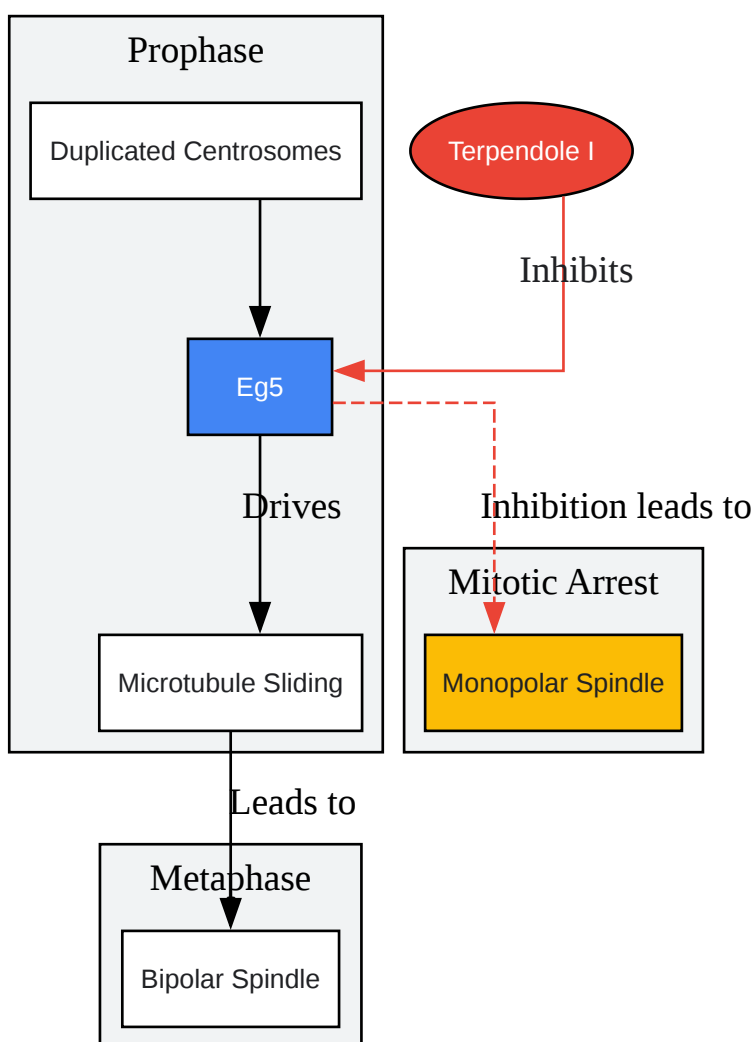 Prophase
Duplicated Centrosomes
Terpendole I
Inhibits
Eg5
Drives
Inhibition leads to
Mitotic Arrest
Microtubule Sliding
Monopolar Spindle
Leads to
Metaphase
Bipolar Spindle